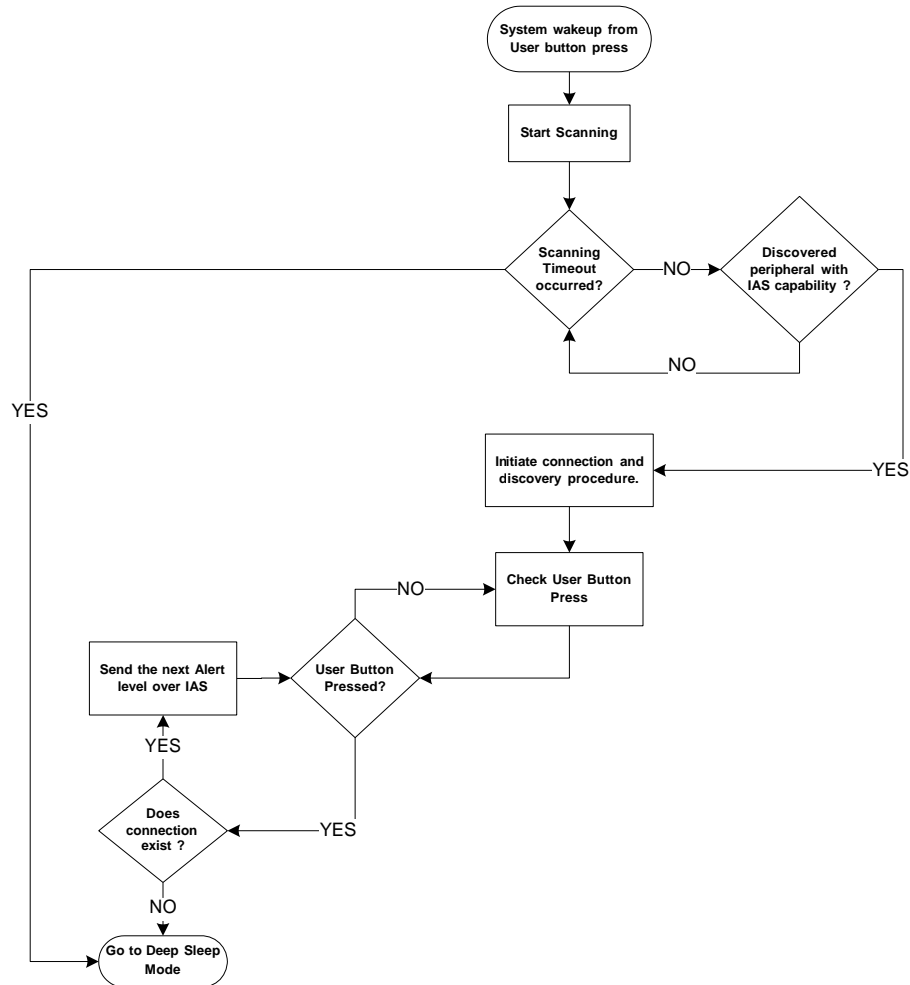 System wakeup from
User button press
Start Scanning
Scanning
Timeout
occurred?
NO
Discovered
peripheral with
IAS capability ?
NO
YES
YES
Initiate connection and
discovery procedure.
Check User Button
Press
NO
User Button
Pressed?
Send the next Alert
level over IAS
YES
YES
Does
connection
exist ?
NO
Go to Deep Sleep
Mode